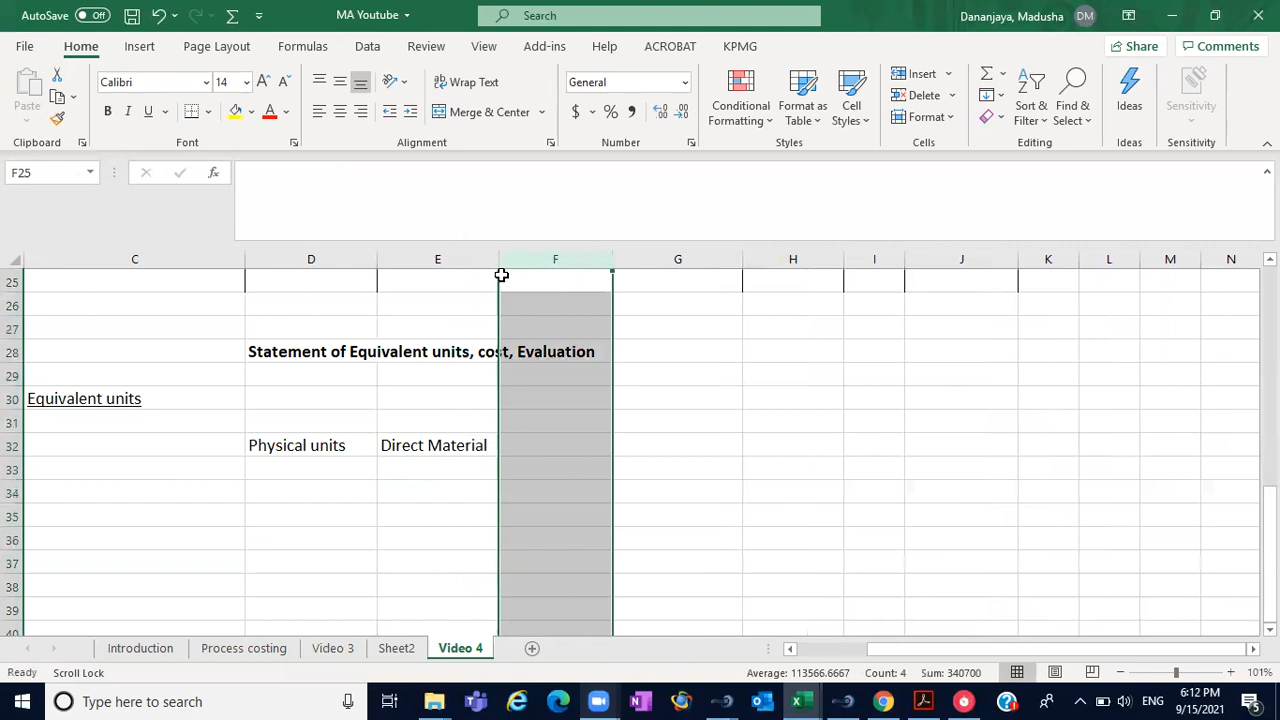 AutoSave Off MA Youtube Search Dananjaya, Madusha DM
File Home Insert Page Layout Formulas Data Review View Add-ins Help ACROBAT KPMG Share Comments
Calibri 14 Wrap Text General Insert
Paste B I U Merge & Center $ % Conditional Formatting Format as Table Cell Styles Delete Format Sort & Filter Find & Select Ideas Sensitivity
Clipboard Font Alignment Number Styles Cells Editing Ideas Sensitivity
F25 fx
C D E F G H I J K L M N
25
26
27
28 Statement of Equivalent units, cost, Evaluation
29
30 Equivalent units
31
32 Physical units Direct Material
33
34
35
36
37
38
39
40
Introduction Process costing Video 3 Sheet2 Video 4
Ready Scroll Lock Average: 113566.6667 Count: 4 Sum: 340700 101%
Type here to search ENG 6:12 PM
9/15/2021 5